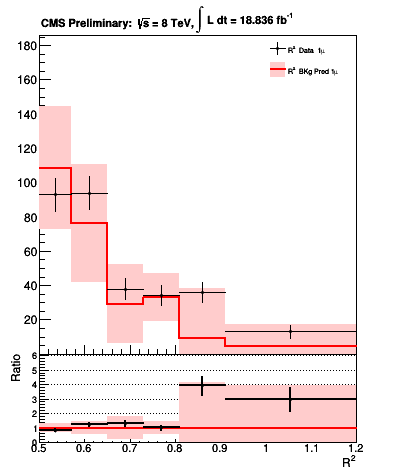 CMS Preliminary: √s = 8 TeV, ∫ L dt = 18.836 fb⁻¹
R² Data 1μ
R² BKg Pred 1μ
180
160
140
120
100
80
60
40
20
Ratio
6
5
4
3
2
1
0
0.5 0.6 0.7 0.8 0.9 1 1.1 1.2
R²